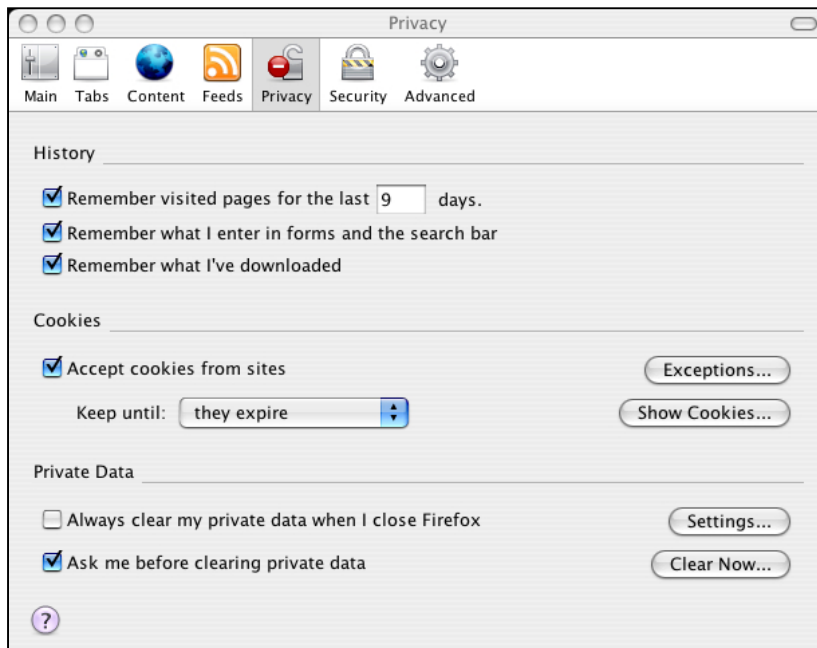 Privacy
Main Tabs Content Feeds Privacy Security Advanced
History
Remember visited pages for the last 9 days.
Remember what I enter in forms and the search bar
Remember what I've downloaded
Cookies
Accept cookies from sites Exceptions...
Keep until: they expire Show Cookies...
Private Data
Always clear my private data when I close Firefox Settings...
Ask me before clearing private data Clear Now...
?